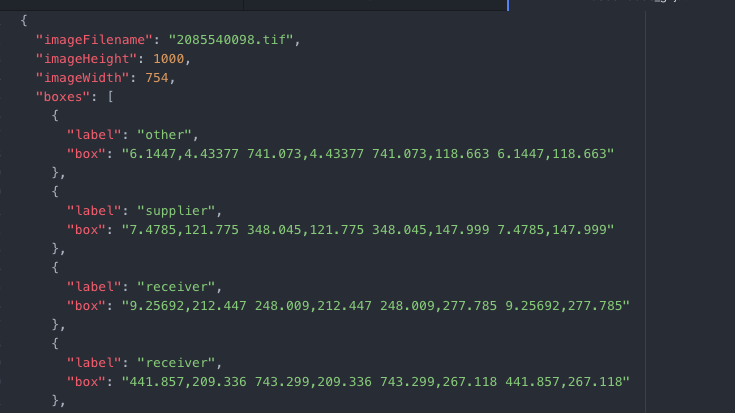 {
"imageFilename": "2085540098.tif",
"imageHeight": 1000,
"imageWidth": 754,
"boxes": [
{
"label": "other",
"box": "6.1447,4.43377 741.073,4.43377 741.073,118.663 6.1447,118.663"
},
{
"label": "supplier",
"box": "7.4785,121.775 348.045,121.775 348.045,147.999 7.4785,147.999"
},
{
"label": "receiver",
"box": "9.25692,212.447 248.009,212.447 248.009,277.785 9.25692,277.785"
},
{
"label": "receiver",
"box": "441.857,209.336 743.299,209.336 743.299,267.118 441.857,267.118"
},